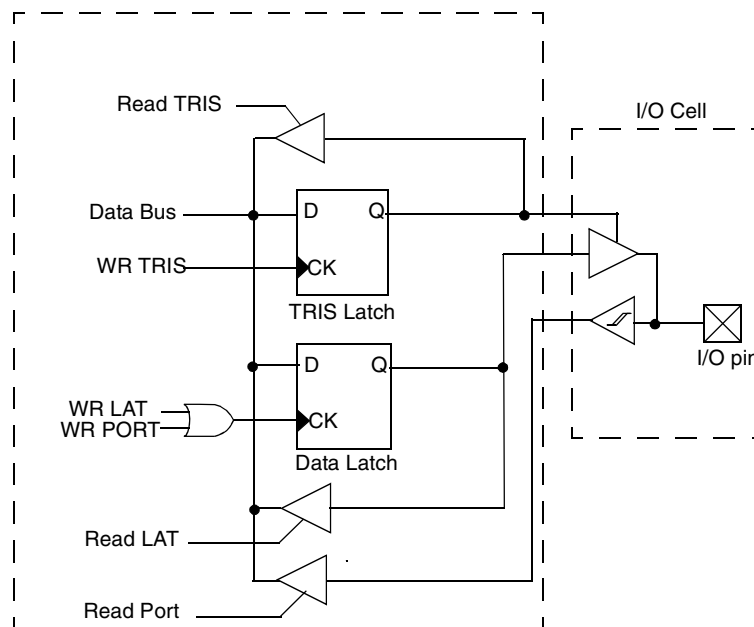 Read TRIS
I/O Cell
Data Bus
D
Q
WR TRIS
CK
TRIS Latch
I/O pin
D
Q
WR LAT
WR PORT
CK
Data Latch
Read LAT
Read Port